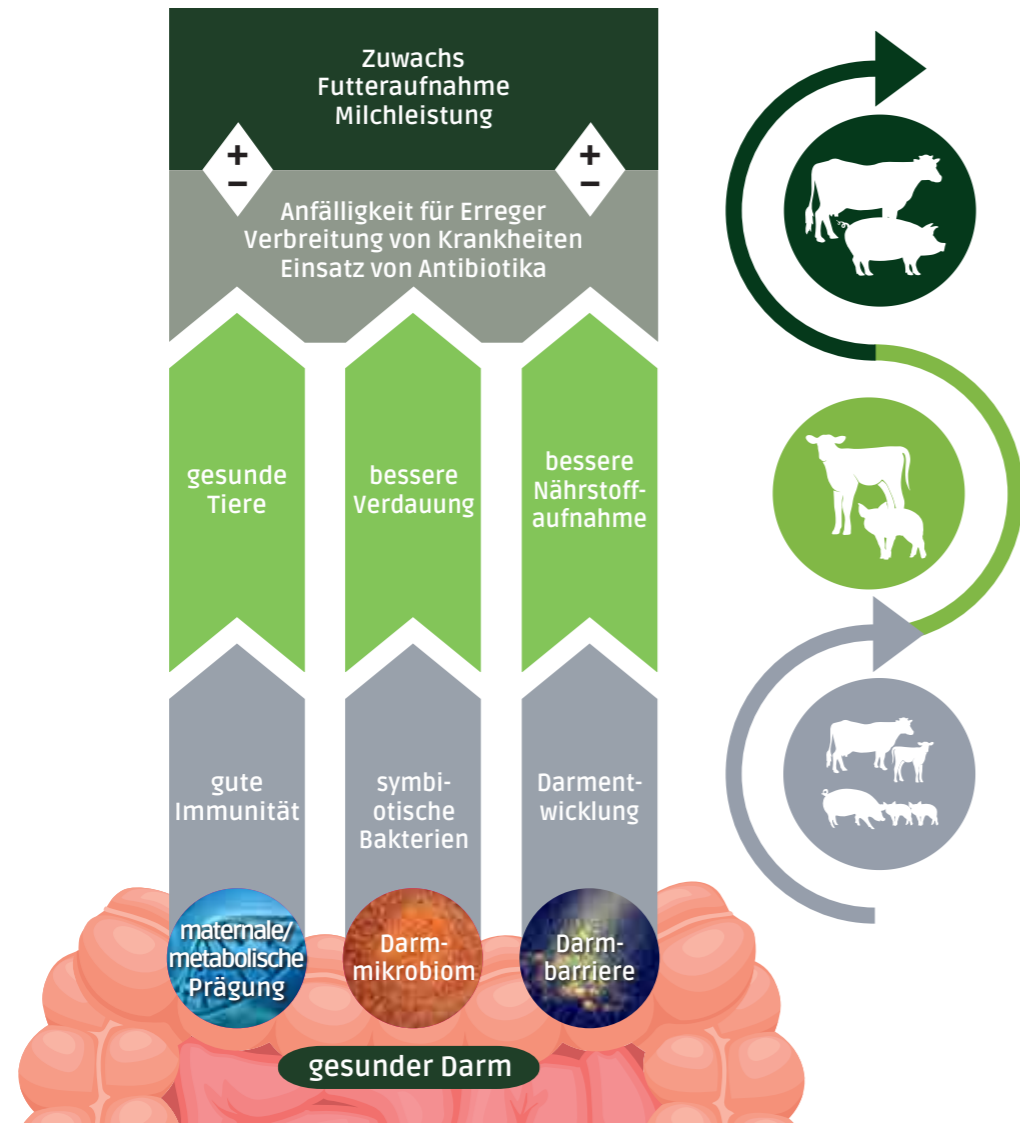 Zuwachs
Futteraufnahme
Milchleistung
+
–
+
–
Anfälligkeit für Erreger
Verbreitung von Krankheiten
Einsatz von Antibiotika
gesunde
Tiere
bessere
Verdauung
bessere
Nährstoff-
aufnahme
gute
Immunität
symbi-
otische
Bakterien
Darment-
wicklung
maternale/
metabolische
Prägung
Darm-
mikrobiom
Darm-
barriere
gesunder Darm